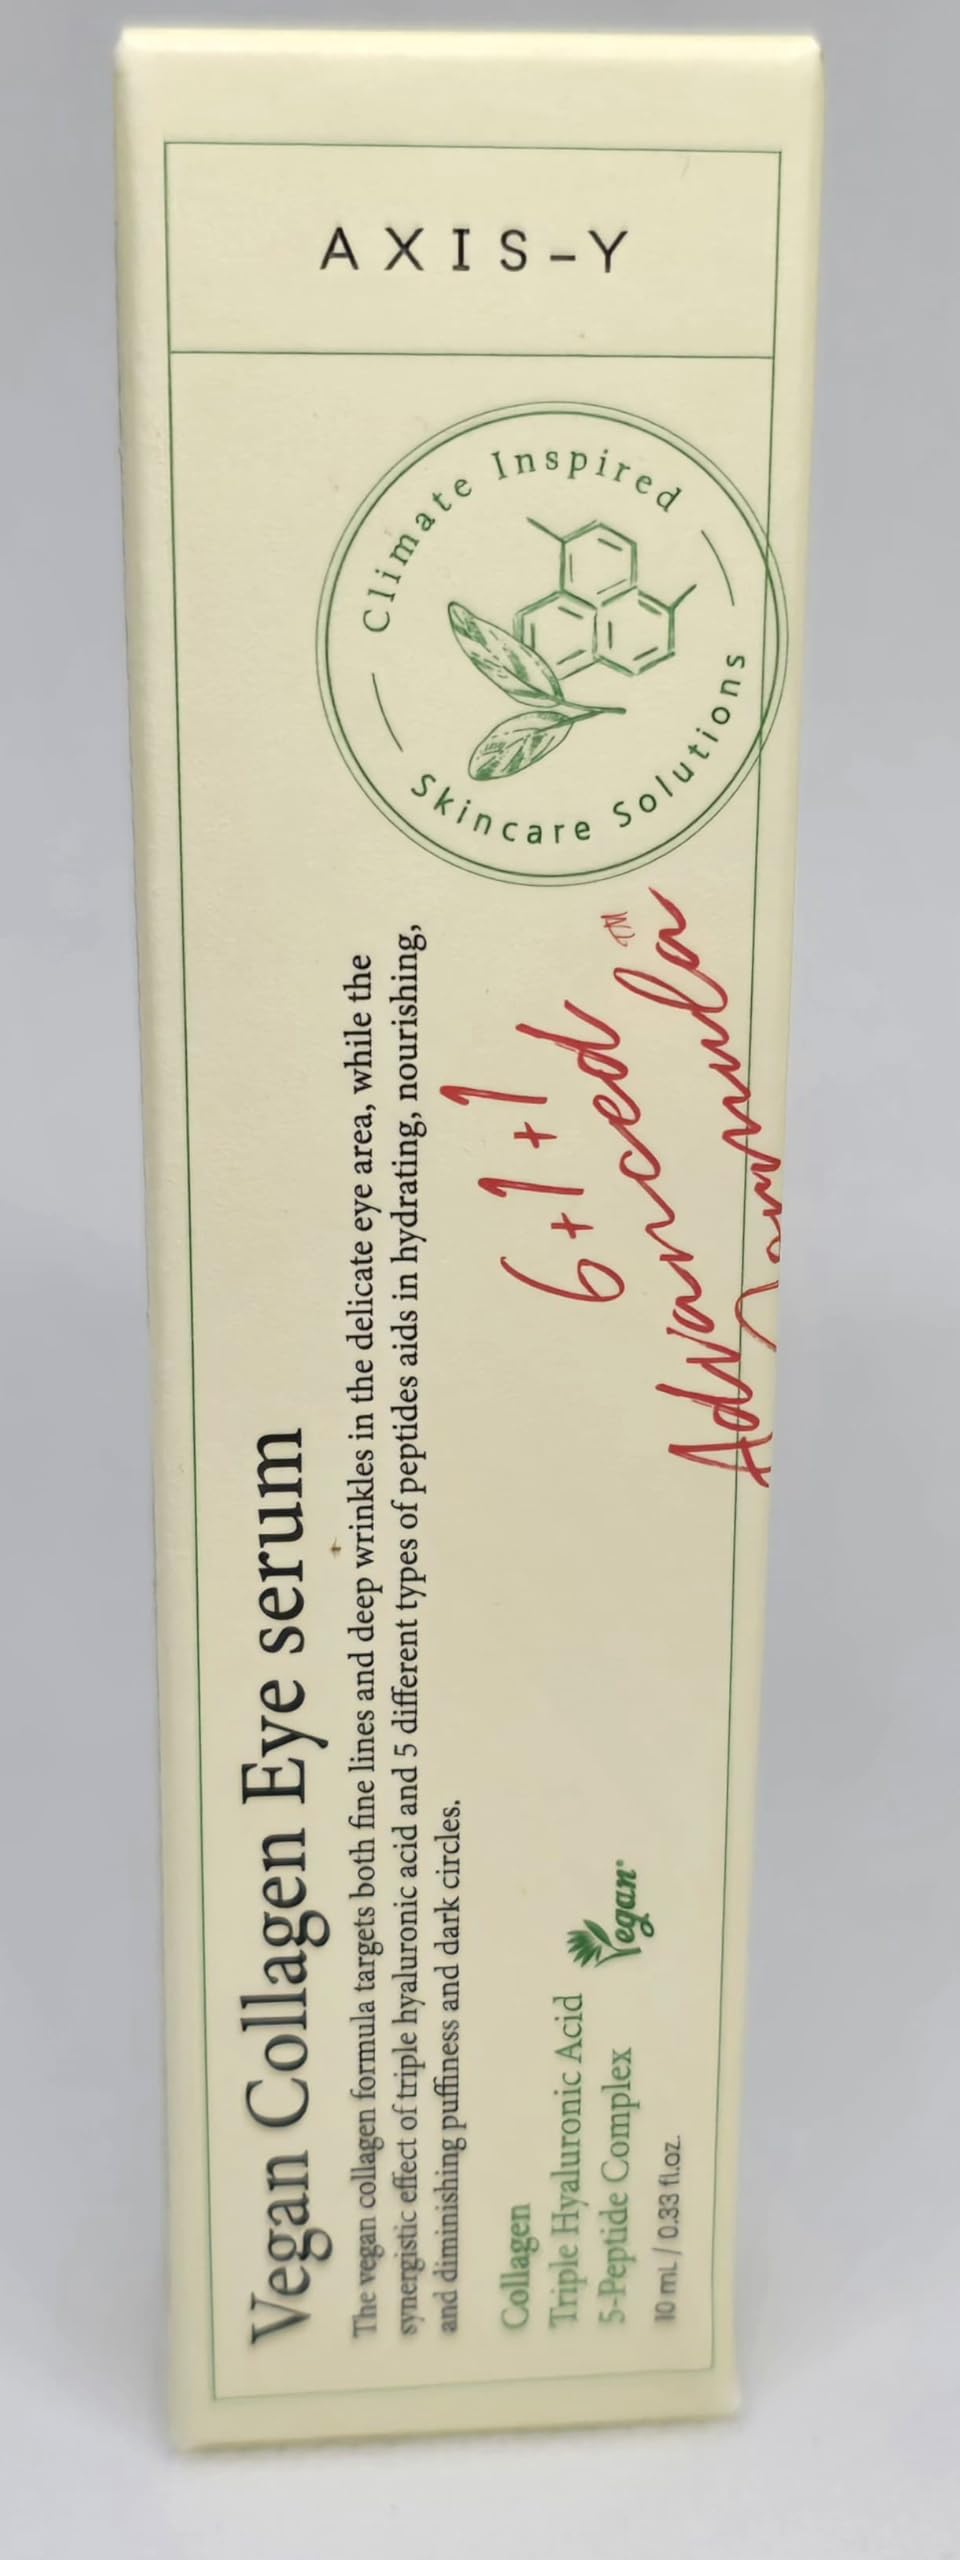 AXIS-Y
Climate Inspired
Skincare Solutions
Vegan Collagen Eye serum
The vegan collagen formula targets both fine lines and deep wrinkles in the delicate eye area, while the
synergistic effect of triple hyaluronic acid and 5 different types of peptides aids in hydrating, nourishing,
and diminishing puffiness and dark circles.
6+1+1
Advanced
Formula™
Collagen
Triple Hyaluronic Acid
5-Peptide Complex
Vegan®
10 mL / 0.33 fl.oz.